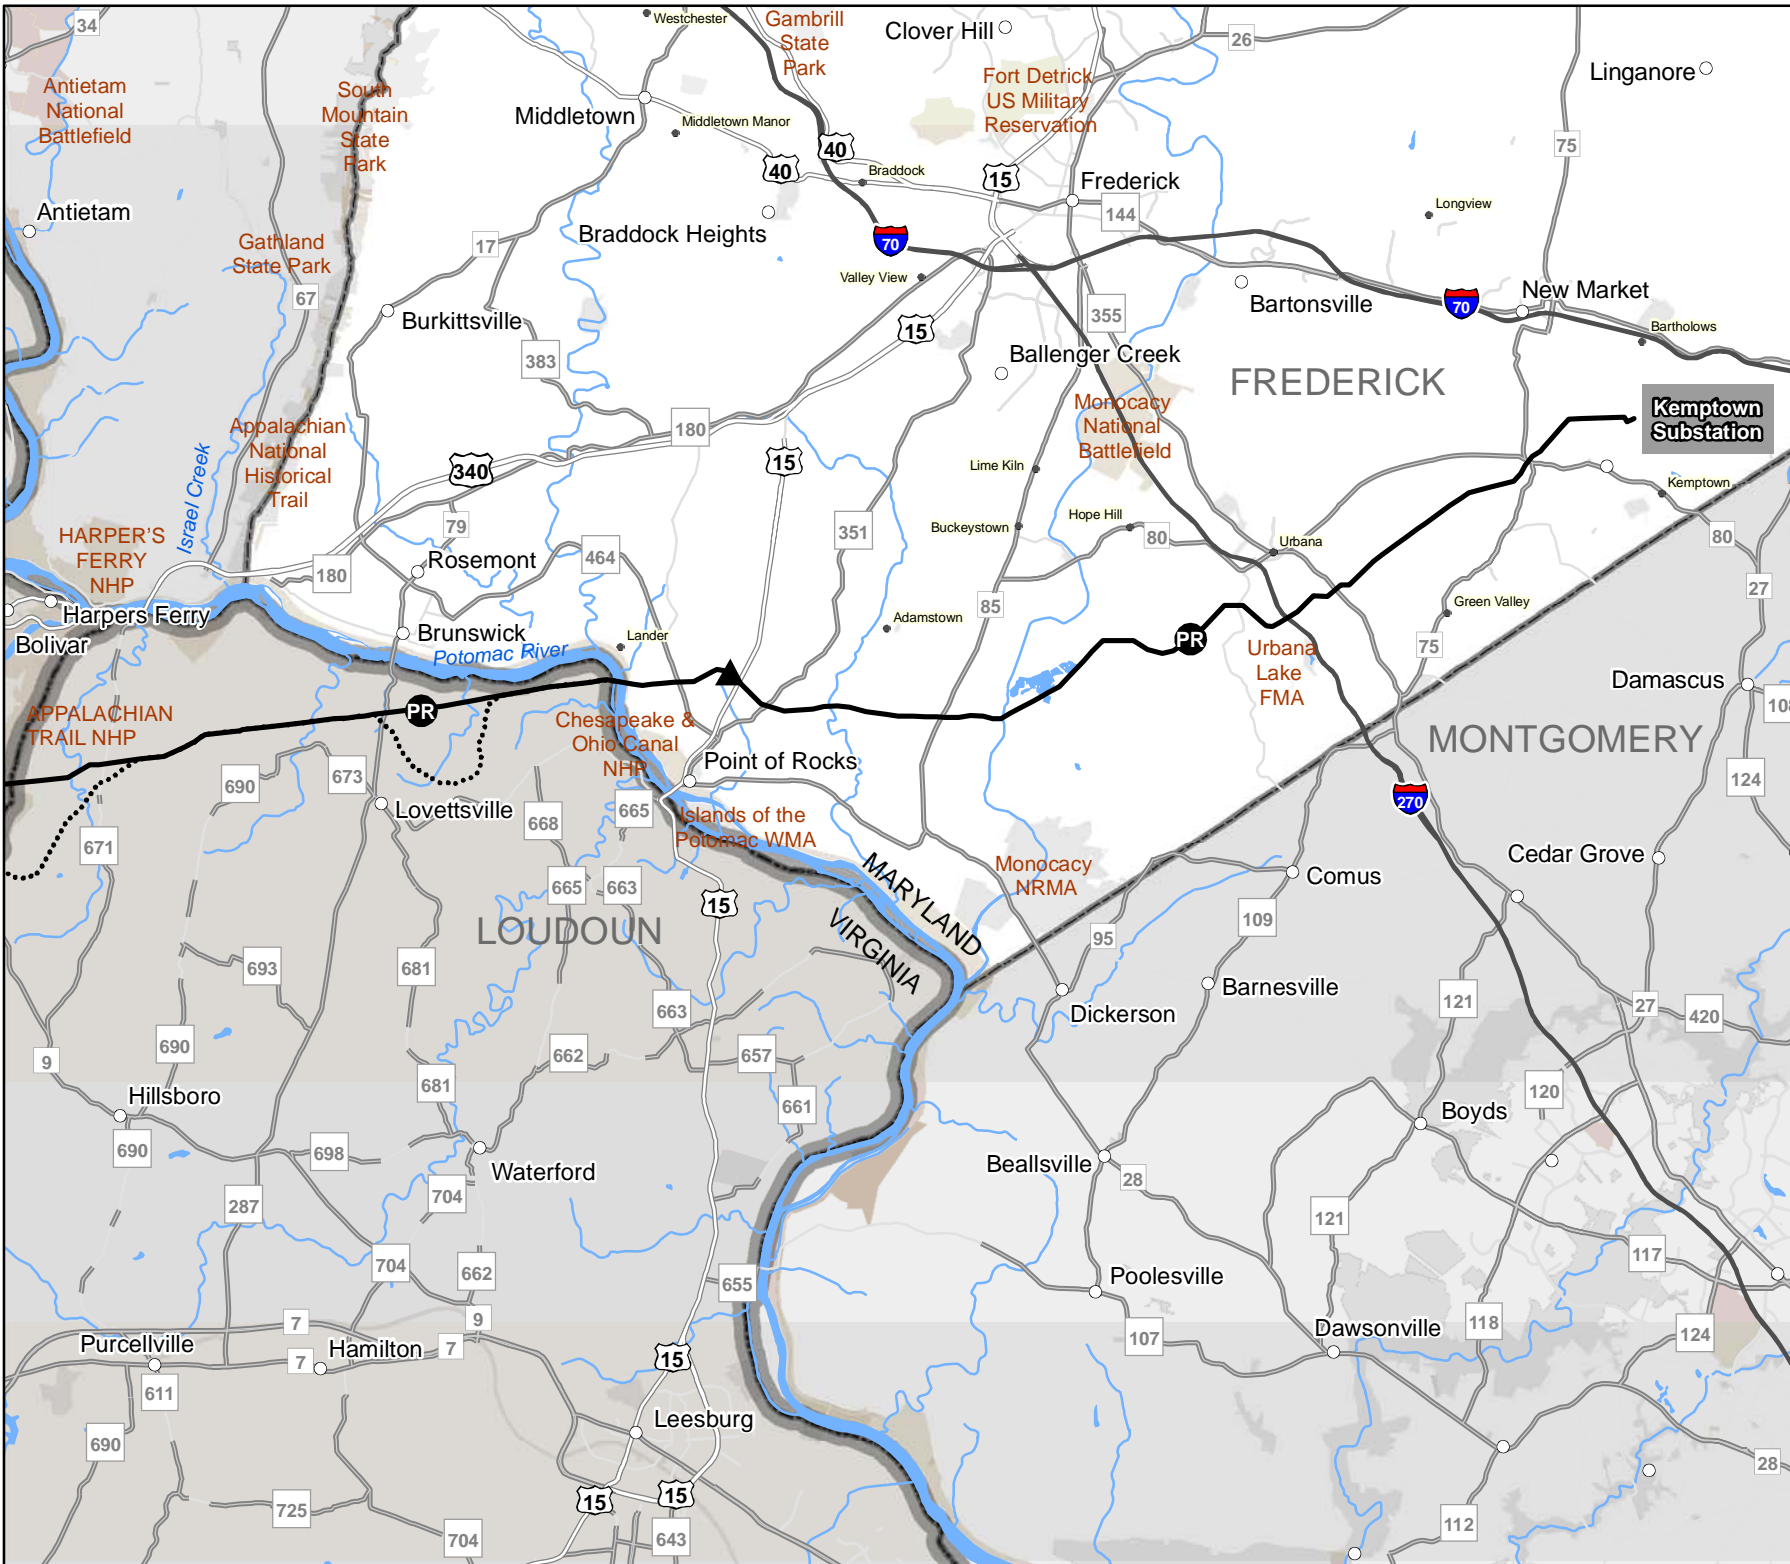 34
Westchester
Gambrill
State
Park
Clover Hill
26
Linganore
Antietam
National
Battlefield
South
Mountain
State
Park
Fort Detrick
US Military
Reservation
Middletown
Middletown Manor
40
40
Braddock
15
75
Frederick
144
Longview
Antietam
Braddock Heights
17
Gathland
State Park
67
70
Valley View
Bartonsville
70
New Market
Burkittsville
15
355
Bartholows
383
Ballenger Creek
FREDERICK
Monocacy
National
Battlefield
Kemptown
Substation
Appalachian
National
Historical
Trail
180
340
15
Lime Kiln
Kemptown
Israel Creek
79
351
Buckeystown
Hope Hill
80
Urbana
80
HARPER'S
FERRY
NHP
180
Rosemont
464
27
Harpers Ferry
Bolivar
Brunswick
Potomac River
Lander
Adamstown
85
Green Valley
PR
75
Urbana
Lake
FMA
Damascus
108
APPALACHIAN
TRAIL NHP
PR
Chesapeake &
Ohio Canal
NHP
MONTGOMERY
Point of Rocks
690
673
124
Lovettsville
668
665
270
Islands of the
Potomac WMA
671
Monocacy
NRMA
Cedar Grove
Comus
665
663
15
MARYLAND
VIRGINIA
LOUDOUN
109
95
693
681
Barnesville
663
Dickerson
121
27
420
690
9
662
657
681
120
Hillsboro
661
Boyds
690
698
Waterford
Beallsville
28
704
287
121
117
704
662
655
Poolesville
7
9
Purcellville
7
Hamilton
7
107
Dawsonville
118
124
15
611
Leesburg
690
28
15
15
725
704
643
112